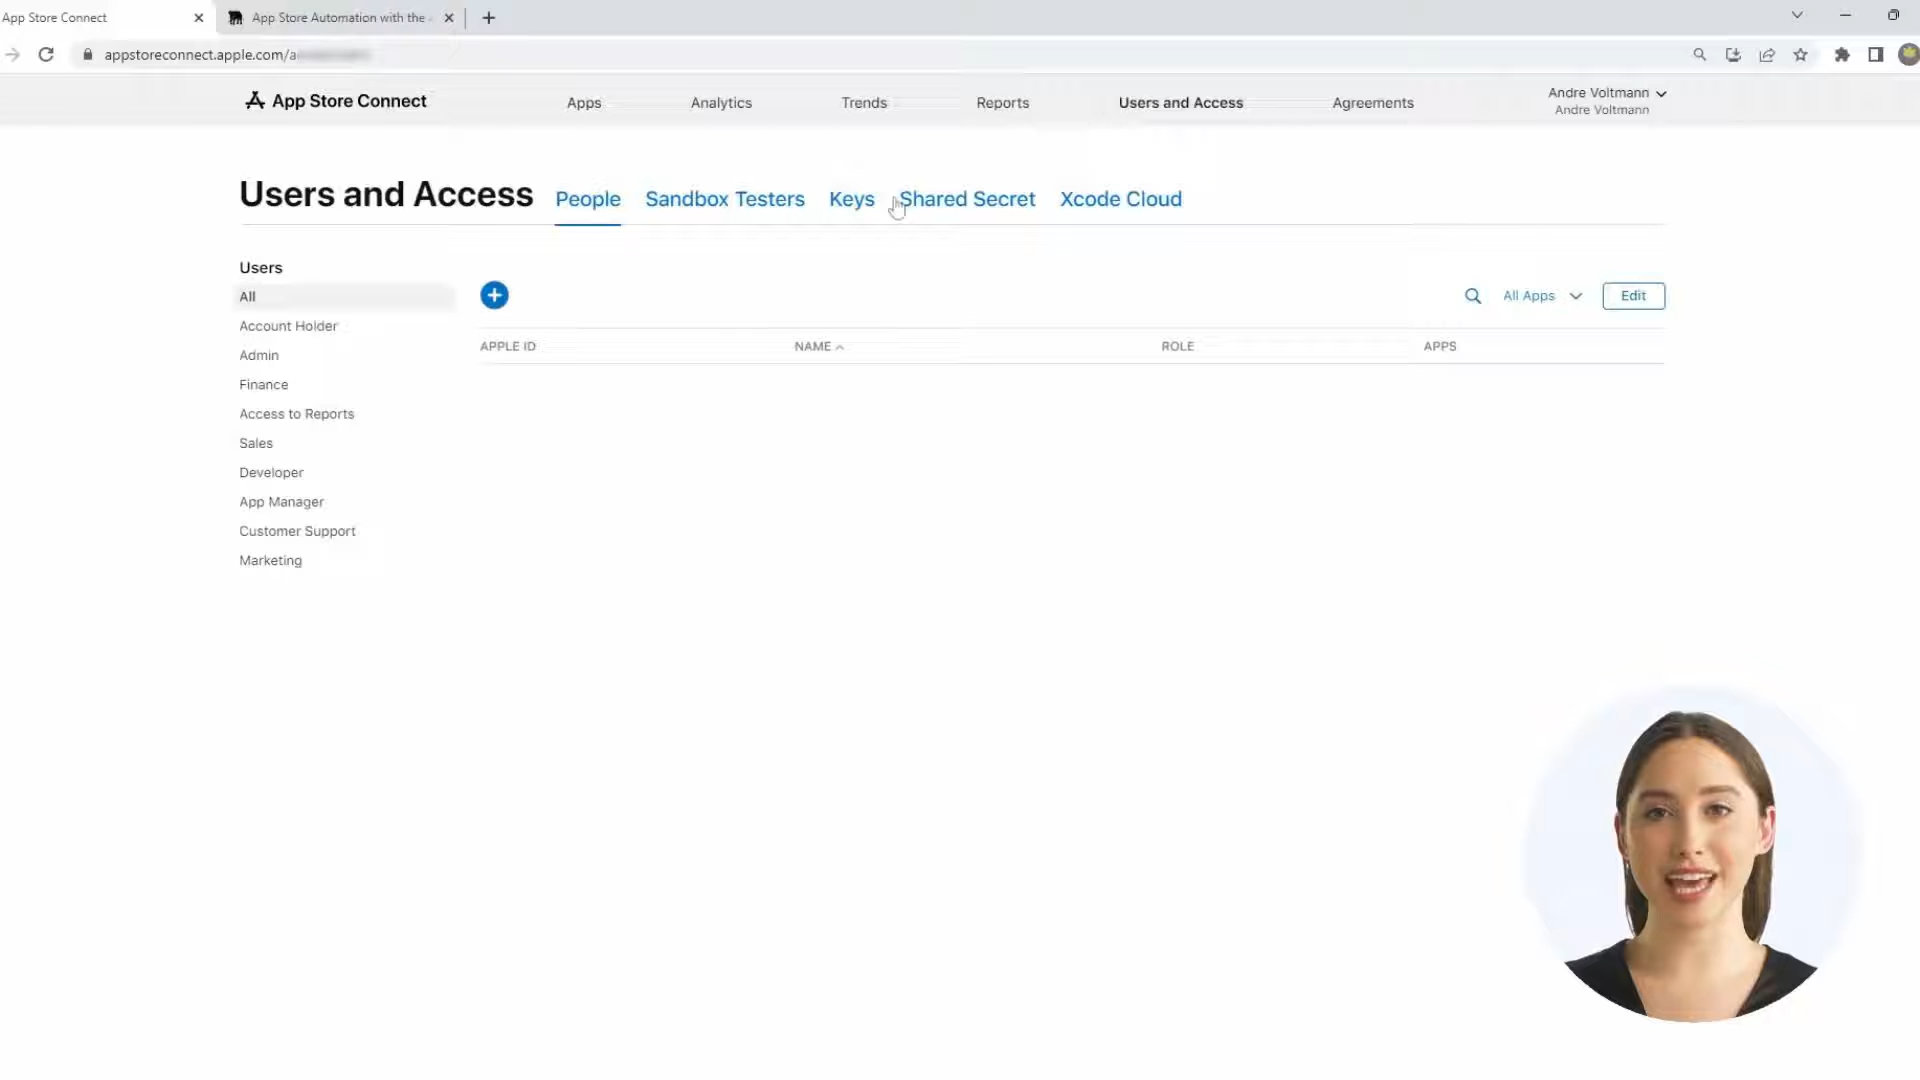 App Store Connect
App Store Automation with the
appstoreconnect.apple.com/a
App Store Connect
Apps
Analytics
Trends
Reports
Users and Access
Agreements
Andre Voltmann
Andre Voltmann
Users and Access
People
Sandbox Testers
Keys
Shared Secret
Xcode Cloud
Users
All
Account Holder
Admin
Finance
Access to Reports
Sales
Developer
App Manager
Customer Support
Marketing
All Apps
Edit
APPLE ID
NAME
ROLE
APPS